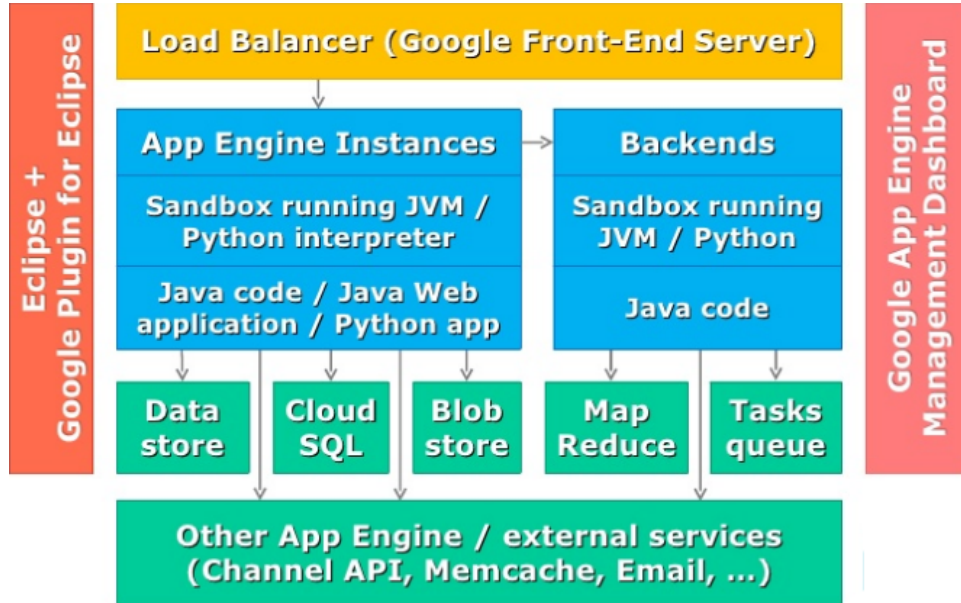 Eclipse +
Google Plugin for Eclipse
Load Balancer (Google Front-End Server)
App Engine Instances
Sandbox running JVM /
Python interpreter
Java code / Java Web
application / Python app
Backends
Sandbox running
JVM / Python
Java code
Data
store
Cloud
SQL
Blob
store
Map
Reduce
Tasks
queue
Other App Engine / external services
(Channel API, Memcache, Email, ...)
Google App Engine
Management Dashboard